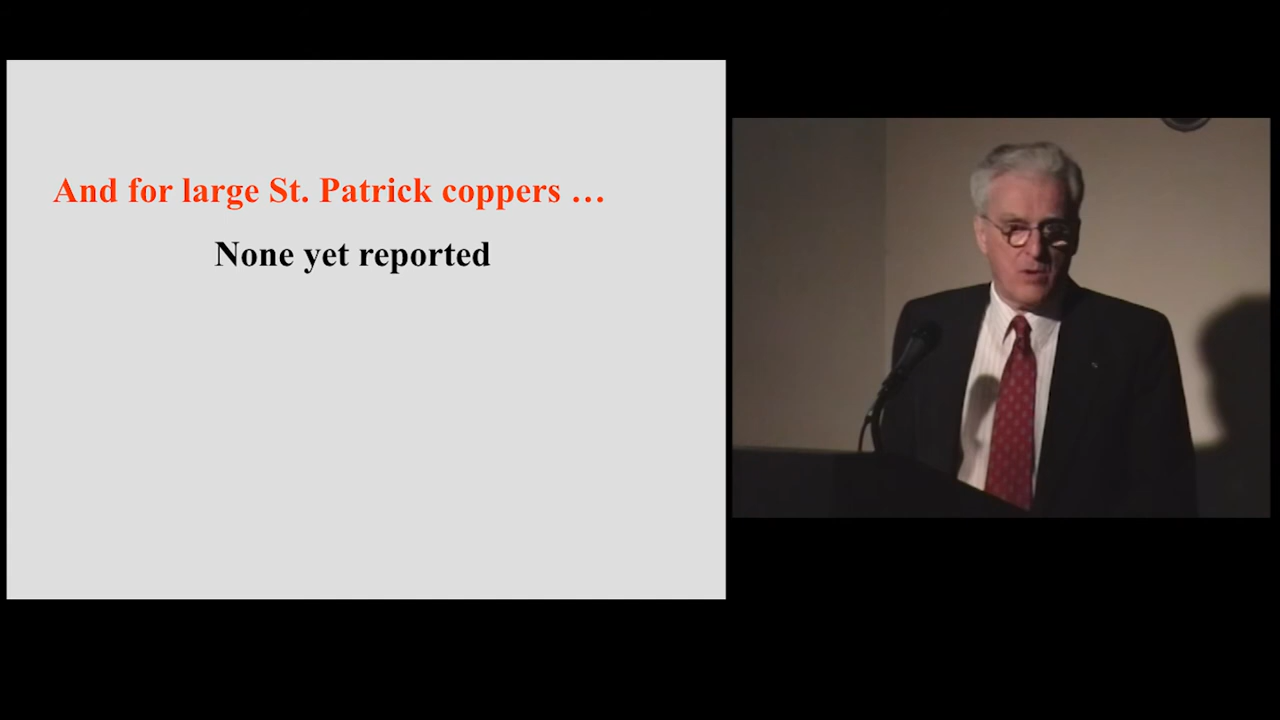 And for large St. Patrick coppers …
None yet reported